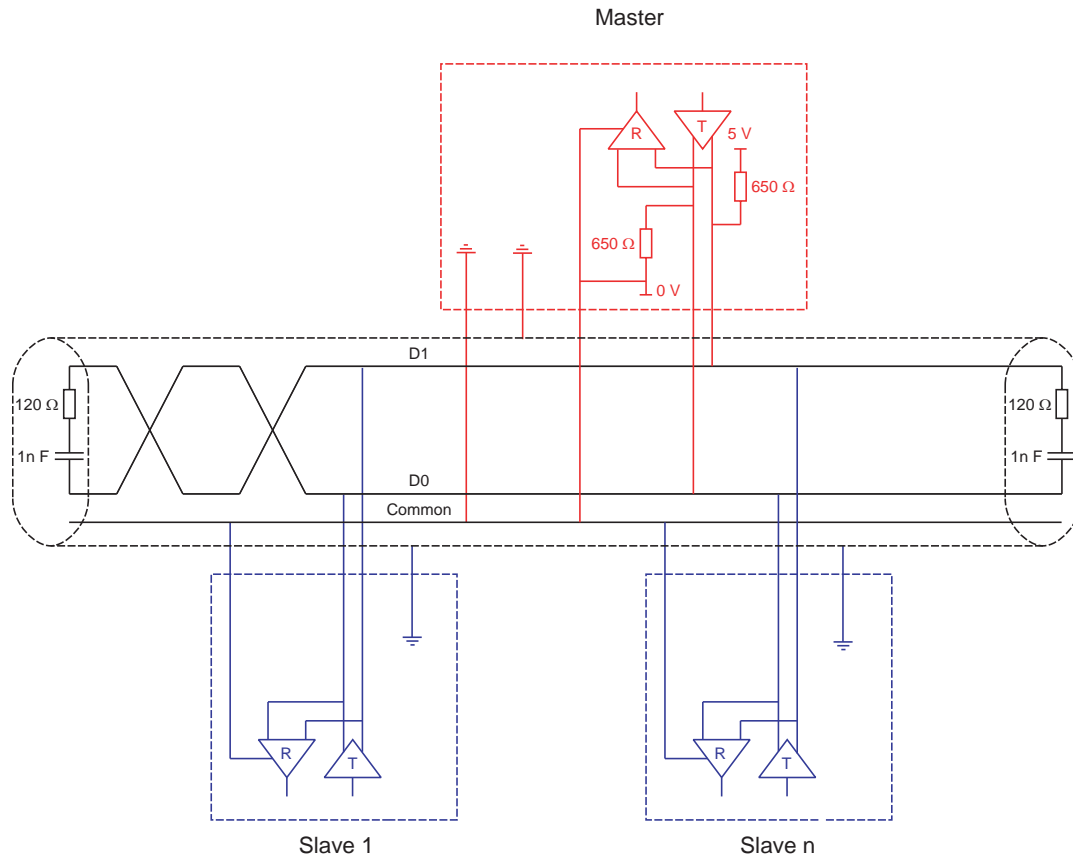 Master
R
T
5 V
650 Ω
650 Ω
0 V
D1
120 Ω
1n F
120 Ω
1n F
D0
Common
R
T
R
T
Slave 1
Slave n